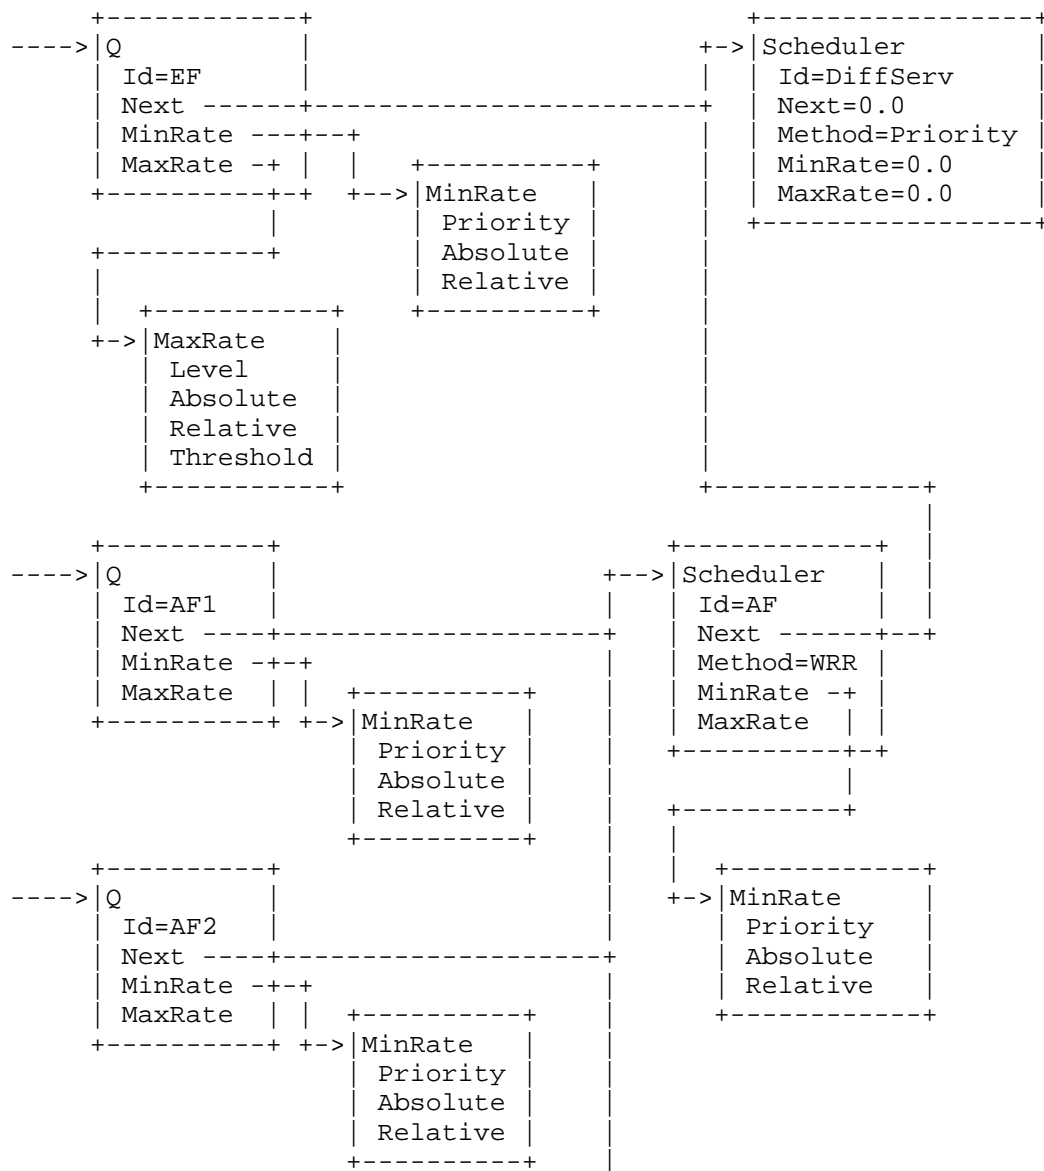 +------------+                           +-----------------+
---->|Q           |                        +->|Scheduler        |
     | Id=EF      |                        |  | Id=DiffServ     |
     | Next ------+------------------------+  | Next=0.0        |
     | MinRate ---+--+                     |  | Method=Priority |
     | MaxRate -+ |  |   +----------+      |  | MinRate=0.0     |
     +----------+-+  +-->|MinRate   |      |  | MaxRate=0.0     |
                |        | Priority |      |  +-----------------+
     +----------+        | Absolute |      |
     |                   | Relative |      |
     |  +-----------+    +----------+      |
     +->|MaxRate    |                      |
        | Level     |                      |
        | Absolute  |                      |
        | Relative  |                      |
        | Threshold |                      |
        +-----------+                      +-------------+
                                                         |
     +----------+                        +------------+  |
---->|Q         |                    +-->|Scheduler   |  |
     | Id=AF1   |                    |   | Id=AF      |  |
     | Next ----+--------------------+   | Next ------+--+
     | MinRate -+-+                  |   | Method=WRR |
     | MaxRate  | |  +----------+    |   | MinRate -+ |
     +----------+ +->|MinRate   |    |   | MaxRate  | |
                     | Priority |    |   +----------+-+
                     | Absolute |    |              |
                     | Relative |    |   +----------+
                     +----------+    |   |
     +----------+                    |   |  +------------+
---->|Q         |                    |   +->|MinRate     |
     | Id=AF2   |                    |      | Priority   |
     | Next ----+--------------------+      | Absolute   |
     | MinRate -+-+                  |      | Relative   |
     | MaxRate  | |  +----------+    |      +------------+
     +----------+ +->|MinRate   |    |
                     | Priority |    |
                     | Absolute |    |
                     | Relative |    |
                     +----------+    |